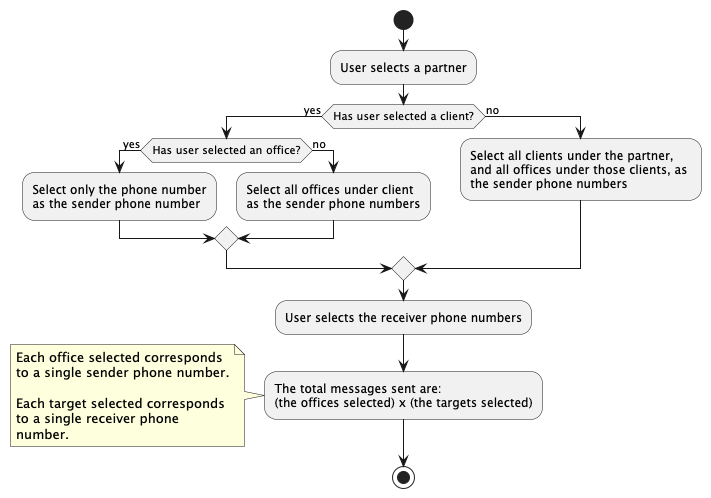 User selects a partner
yes
Has user selected a client?
no
yes
Has user selected an office?
no
Select only the phone number
as the sender phone number
Select all offices under client
as the sender phone numbers
Select all clients under the partner,
and all offices under those clients, as
the sender phone numbers
User selects the receiver phone numbers
Each office selected corresponds
to a single sender phone number.
Each target selected corresponds
to a single receiver phone
number.
The total messages sent are:
(the offices selected) x (the targets selected)